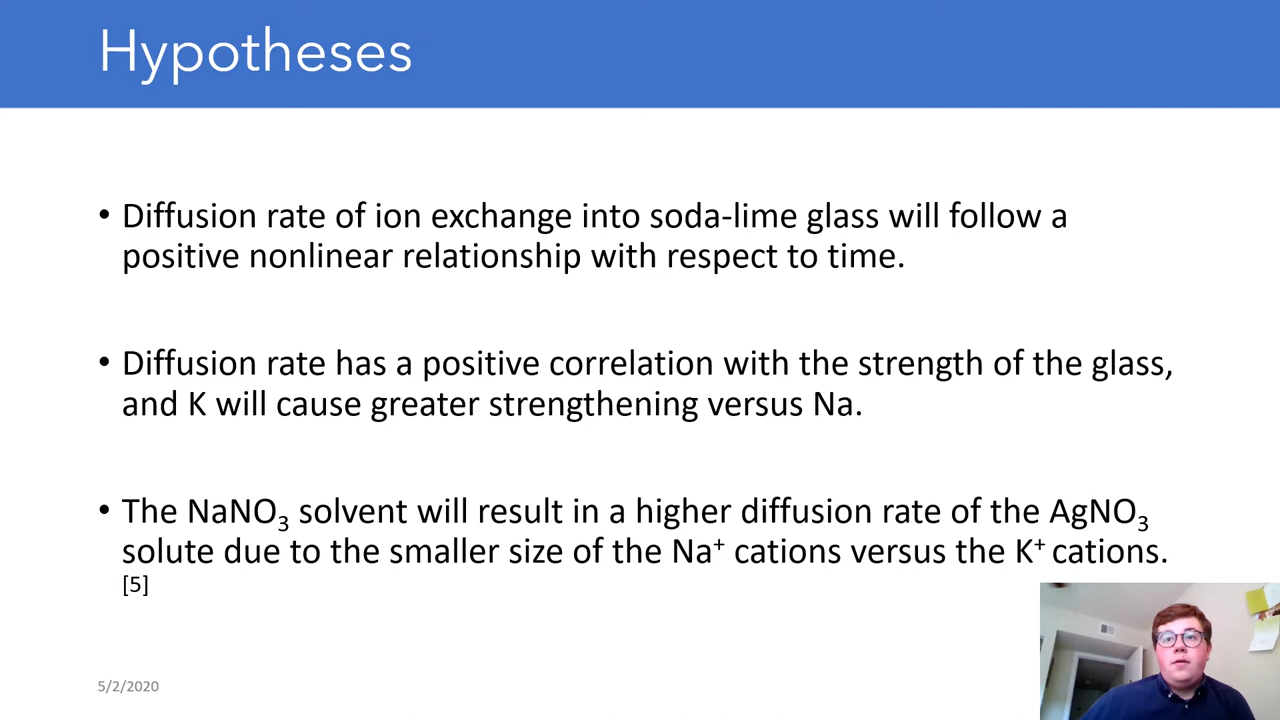 Hypotheses
• Diffusion rate of ion exchange into soda-lime glass will follow a
positive nonlinear relationship with respect to time.
• Diffusion rate has a positive correlation with the strength of the glass,
and K will cause greater strengthening versus Na.
• The NaNO₃ solvent will result in a higher diffusion rate of the AgNO₃
solute due to the smaller size of the Na⁺ cations versus the K⁺ cations.
[5]
5/2/2020